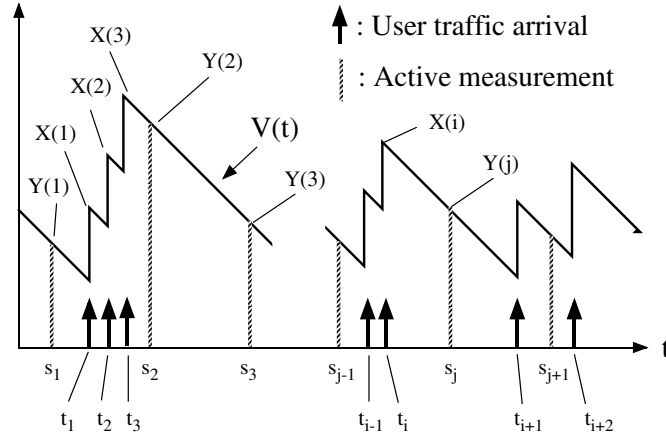 X(3)
: User traffic arrival
X(2)
Y(2)
: Active measurement
X(1)
V(t)
X(i)
Y(1)
Y(3)
Y(j)
t
s1
s2
s3
sj-1
sj
sj+1
t1
t2
t3
ti-1
ti
ti+1
ti+2